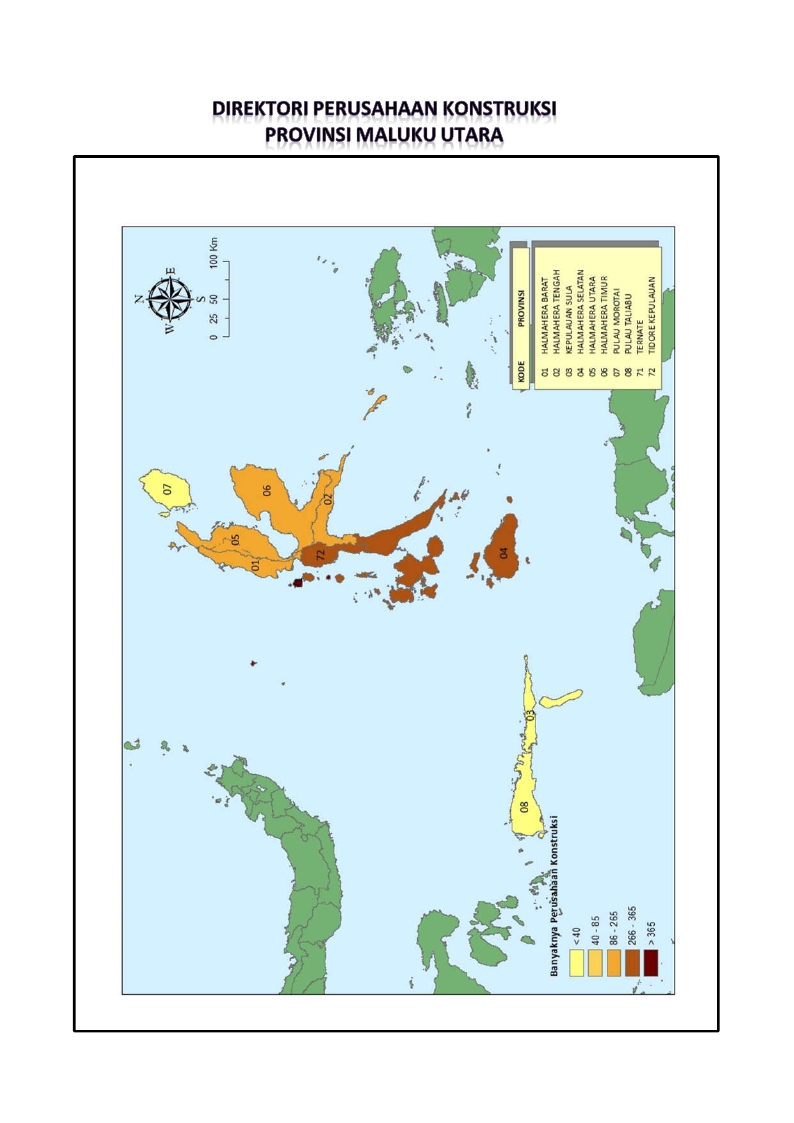 DIREKTORI PERUSAHAAN KONSTRUKSI
PROVINSI MALUKU UTARA
N
W E
S
0 25 50 100 Km
07
06
05
02
01
72
04
03
08
KODE PROVINSI
01 HALMAHERA BARAT
02 HALMAHERA TENGAH
03 KEPULAUAN SULA
04 HALMAHERA SELATAN
05 HALMAHERA UTARA
06 HALMAHERA TIMUR
07 PULAU MOROTAI
08 PULAU TALIABU
71 TERNATE
72 TIDORE KEPULAUAN
Banyaknya Perusahaan Konstruksi
< 40
40 - 85
86 - 265
266 - 365
> 365